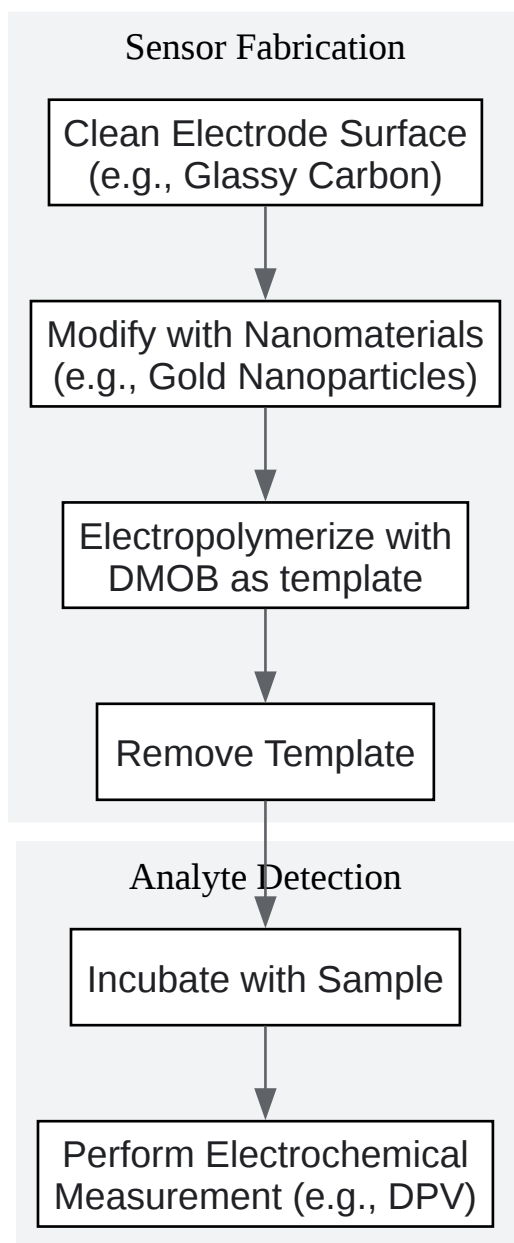 Sensor Fabrication
Clean Electrode Surface
(e.g., Glassy Carbon)
Modify with Nanomaterials
(e.g., Gold Nanoparticles)
Electropolymerize with
DMOB as template
Remove Template
Analyte Detection
Incubate with Sample
Perform Electrochemical
Measurement (e.g., DPV)